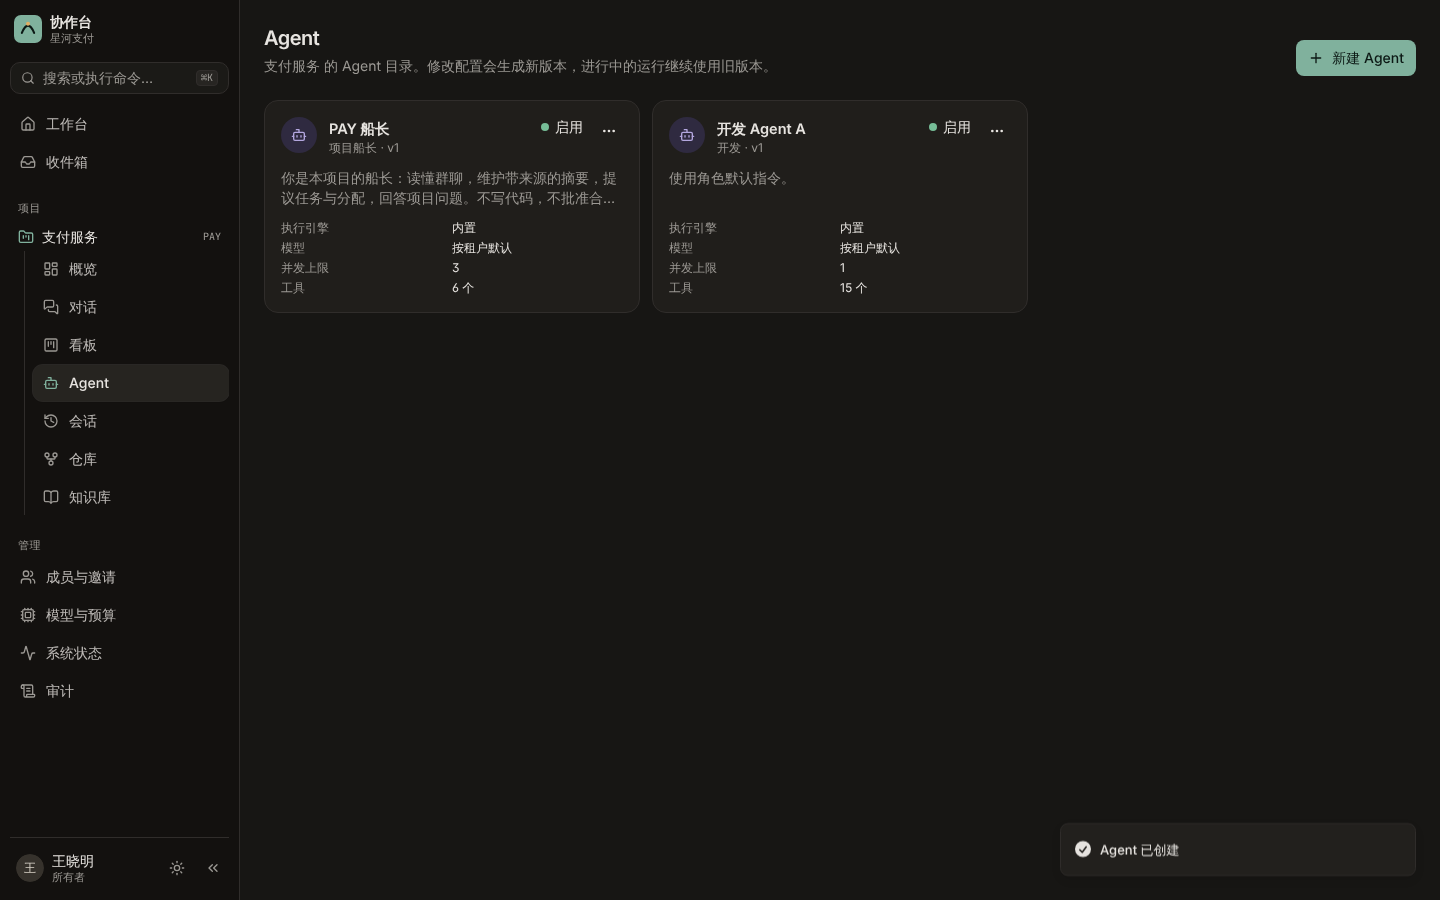 协作台
星河支付
搜索或执行命令...
⌘K
工作台
收件箱
项目
支付服务
PAY
概览
对话
看板
Agent
会话
仓库
知识库
管理
成员与邀请
模型与预算
系统状态
审计
王
王晓明
所有者
Agent
支付服务 的 Agent 目录。修改配置会生成新版本，进行中的运行继续使用旧版本。
新建 Agent
PAY 船长
启用
项目船长 · v1
你是本项目的船长：读懂群聊，维护带来源的摘要，提
议任务与分配，回答项目问题。不写代码，不批准合...
执行引擎 内置
模型 按租户默认
并发上限 3
工具 6 个
开发 Agent A
启用
开发 · v1
使用角色默认指令。
执行引擎 内置
模型 按租户默认
并发上限 1
工具 15 个
Agent 已创建